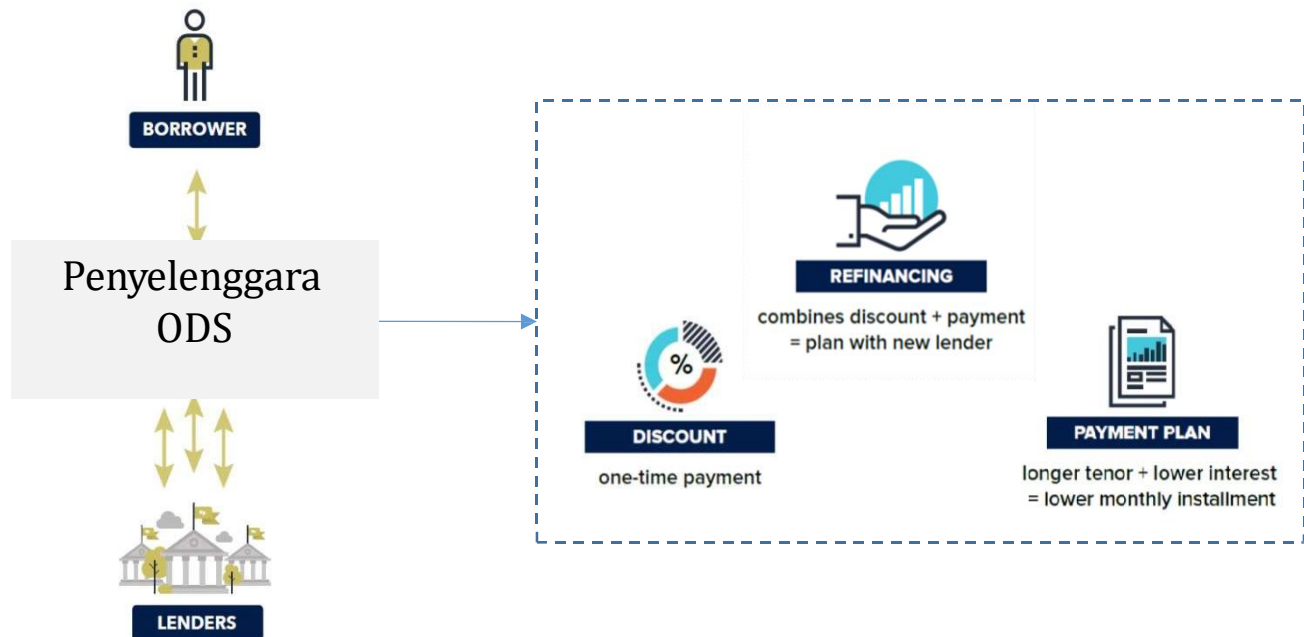 BORROWER
Penyelenggara
ODS
LENDERS
REFINANCING
combines discount + payment
= plan with new lender
%
DISCOUNT
one-time payment
PAYMENT PLAN
longer tenor + lower interest
= lower monthly installment